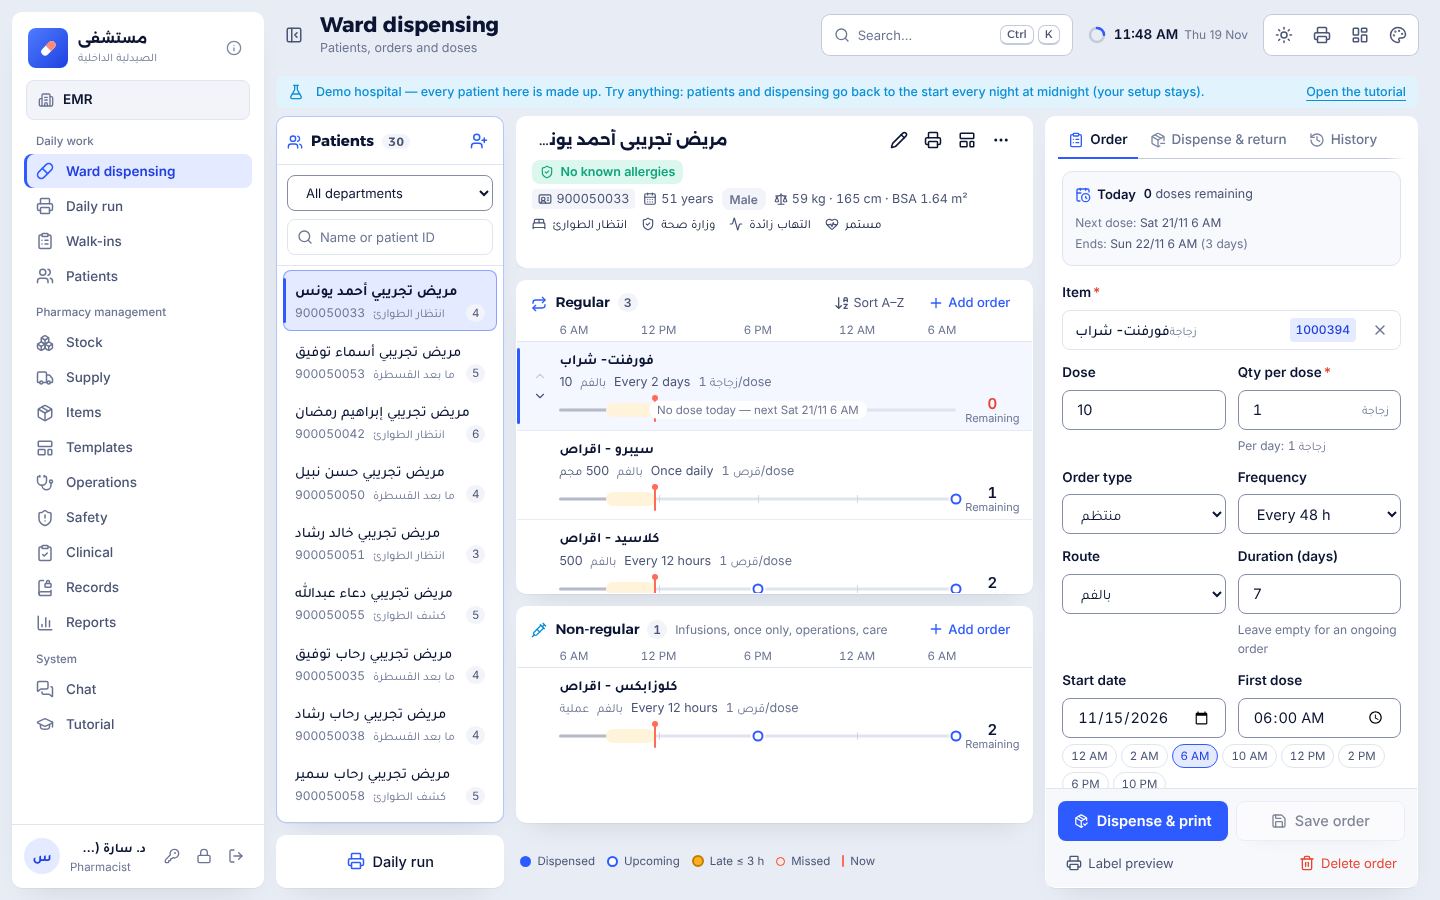 مستشفى
الصيدلية الداخلية
EMR
Daily work
Ward dispensing
Daily run
Walk-ins
Patients
Pharmacy management
Stock
Supply
Items
Templates
Operations
Safety
Clinical
Records
Reports
System
Chat
Tutorial
س
د. سارة (...
Pharmacist
Ward dispensing
Patients, orders and doses
Search...
Ctrl K
11:48 AM Thu 19 Nov
Demo hospital — every patient here is made up. Try anything: patients and dispensing go back to the start every night at midnight (your setup stays).
Open the tutorial
Patients 30
All departments
Name or patient ID
مريض تجريبي أحمد يونس
900050033 انتظار الطوارئ 4
مريض تجريبي أسماء توفيق
900050053 ما بعد القسطرة 5
مريض تجريبي إبراهيم رمضان
900050042 انتظار الطوارئ 6
مريض تجريبي حسن نبيل
900050050 ما بعد القسطرة 4
مريض تجريبي خالد رشاد
900050051 انتظار الطوارئ 3
مريض تجريبي دعاء عبدالله
900050055 كشف الطوارئ 5
مريض تجريبي رحاب توفيق
900050035 ما بعد القسطرة 4
مريض تجريبي رحاب رشاد
900050038 ما بعد القسطرة 4
مريض تجريبي رحاب سمير
900050058 كشف الطوارئ 5
Daily run
مريض تجريبي أحمد يونـ...
No known allergies
900050033 51 years Male 59 kg · 165 cm · BSA 1.64 m²
انتظار الطوارئ وزارة صحة التهاب زائدة مستمر
Regular 3 Sort A–Z Add order
6 AM 12 PM 6 PM 12 AM 6 AM
فورفنت- شراب
10 بالفم Every 2 days 1 زجاجة/dose
No dose today — next Sat 21/11 6 AM
0
Remaining
سيبرو - اقراص
500 مجم بالفم Once daily 1 قرص/dose
1
Remaining
كلاسيد - اقراص
500 بالفم Every 12 hours 1 قرص/dose
2
Non-regular 1 Infusions, once only, operations, care Add order
6 AM 12 PM 6 PM 12 AM 6 AM
كلوزابكس - اقراص
عملية بالفم Every 12 hours 1 قرص/dose
2
Remaining
Dispensed Upcoming Late ≤ 3 h Missed Now
Order Dispense & return History
Today 0 doses remaining
Next dose: Sat 21/11 6 AM
Ends: Sun 22/11 6 AM (3 days)
Item *
فورفنت- شراب زجاجة 1000394
Dose Qty per dose *
10 1 زجاجة
Per day: 1 زجاجة
Order type Frequency
منتظم Every 48 h
Route Duration (days)
بالفم 7
Leave empty for an ongoing
order
Start date First dose
11/15/2026 06:00 AM
12 AM 2 AM 6 AM 10 AM 12 PM 2 PM
6 PM 10 PM
Dispense & print Save order
Label preview Delete order